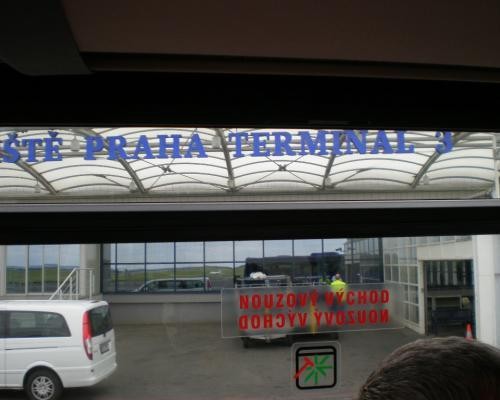 ŠTĚ PRAHA TERMINAL 3
NOUZOVÝ VÝCHOD
NOUZOVÝ VÝCHOD